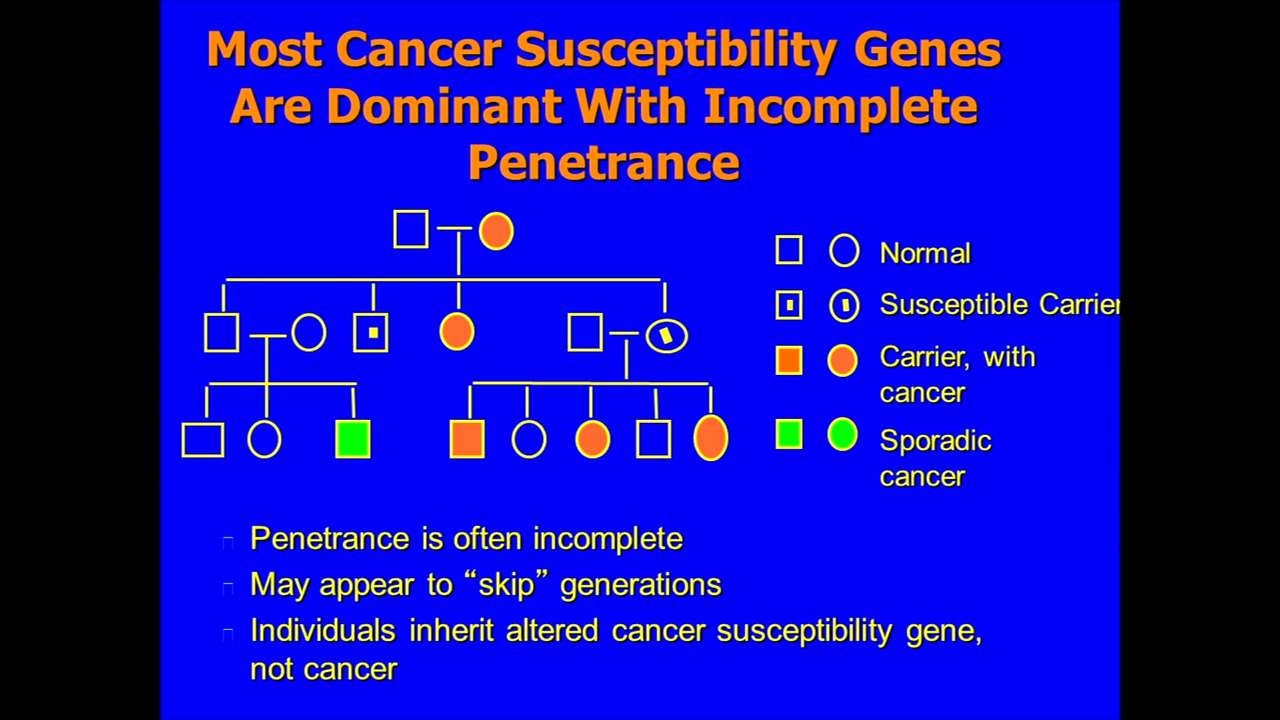 Most Cancer Susceptibility Genes
Are Dominant With Incomplete
Penetrance
Normal
Susceptible Carrier
Carrier, with
cancer
Sporadic
cancer
Penetrance is often incomplete
May appear to “skip” generations
Individuals inherit altered cancer susceptibility gene,
not cancer